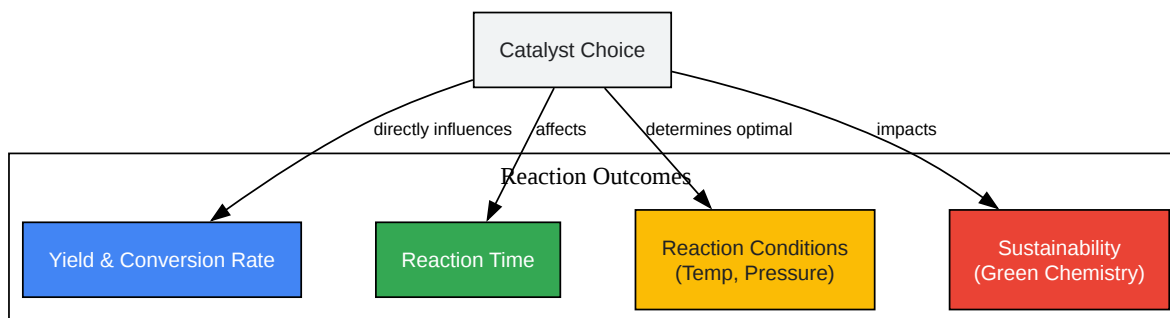 Catalyst Choice
directly influences
affects
determines optimal
impacts
Reaction Outcomes
Yield & Conversion Rate
Reaction Time
Reaction Conditions
(Temp, Pressure)
Sustainability
(Green Chemistry)